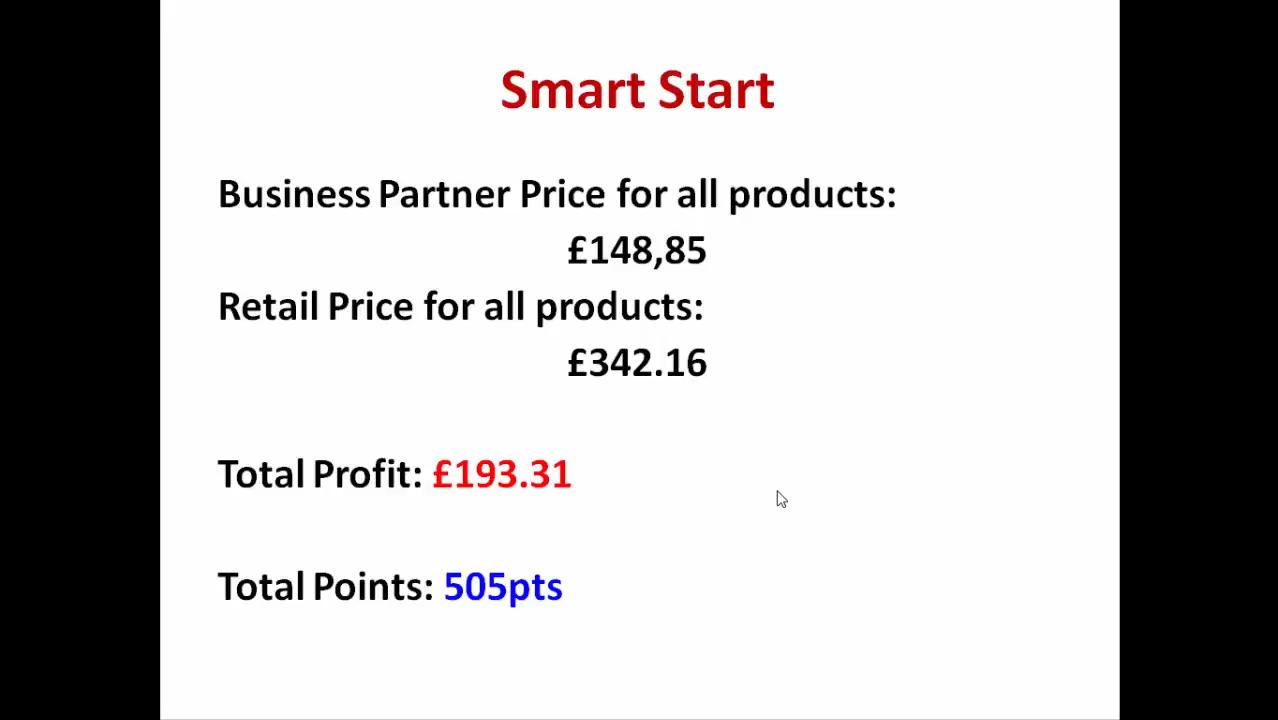 Smart Start
Business Partner Price for all products:
£148,85
Retail Price for all products:
£342.16
Total Profit: £193.31
Total Points: 505pts